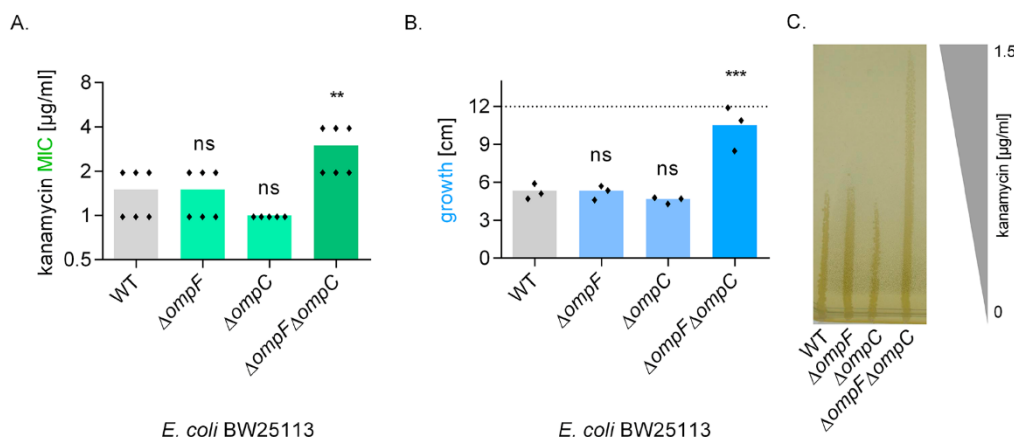 A.
kanamycin MIC [µg/ml]
8
4
2
1
0.5
ns
ns
**
WT
ΔompF
ΔompC
ΔompFΔompC
E. coli BW25113
B.
growth [cm]
12
9
6
3
0
ns
ns
***
WT
ΔompF
ΔompC
ΔompFΔompC
E. coli BW25113
C.
1.5
kanamycin [µg/ml]
0
WT
ΔompF
ΔompC
ΔompFΔompC